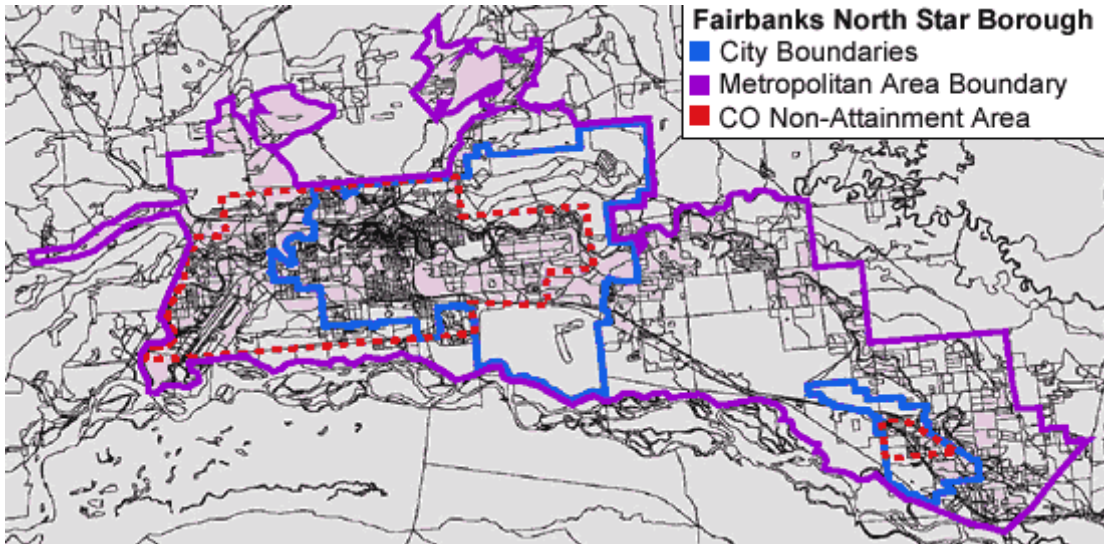 Fairbanks North Star Borough
City Boundaries
Metropolitan Area Boundary
CO Non-Attainment Area